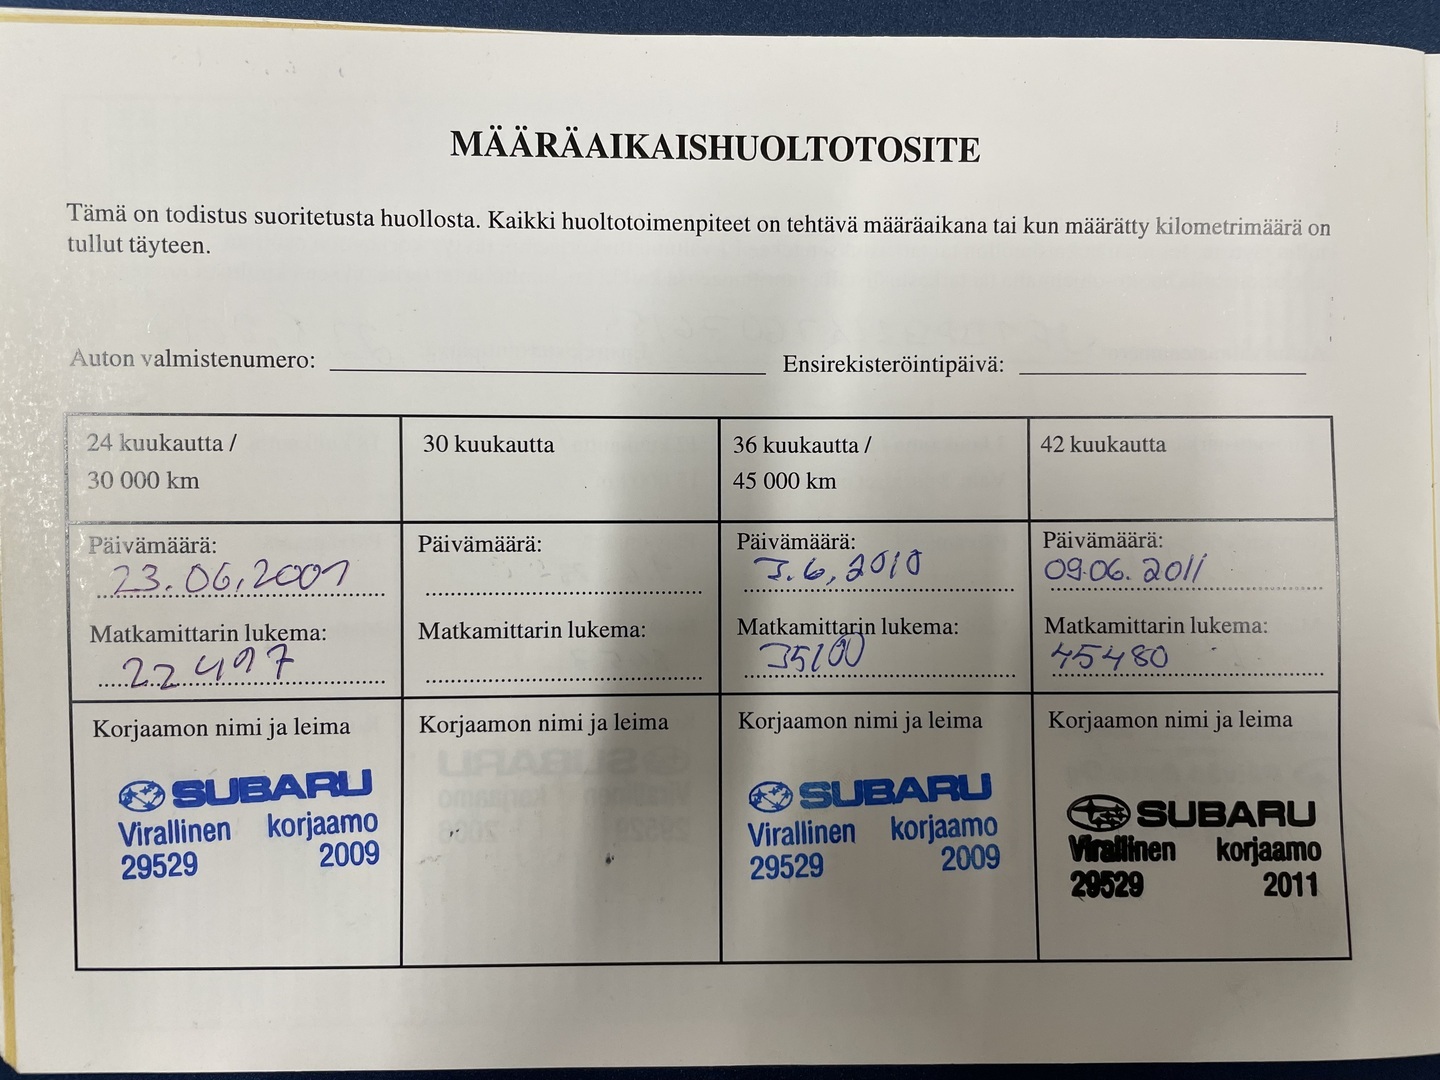 MÄÄRÄAIKAISHUOLTOTOSITE
Tämä on todistus suoritetusta huollosta. Kaikki huoltotoimenpiteet on tehtävä määräaikana tai kun määrätty kilometrimäärä on
tullut täyteen.
Auton valmistenumero: Ensirekisteröintipäivä:
24 kuukautta /
30 000 km
30 kuukautta
36 kuukautta /
45 000 km
42 kuukautta
Päivämäärä:
23.06.2009
Päivämäärä:
Päivämäärä:
3.6.2010
Päivämäärä:
09.06.2011
Matkamittarin lukema:
22497
Matkamittarin lukema:
Matkamittarin lukema:
35100
Matkamittarin lukema:
45480
Korjaamon nimi ja leima
SUBARU
Virallinen korjaamo
29529 2009
Korjaamon nimi ja leima
Korjaamon nimi ja leima
SUBARU
Virallinen korjaamo
29529 2009
Korjaamon nimi ja leima
SUBARU
Virallinen korjaamo
29529 2011